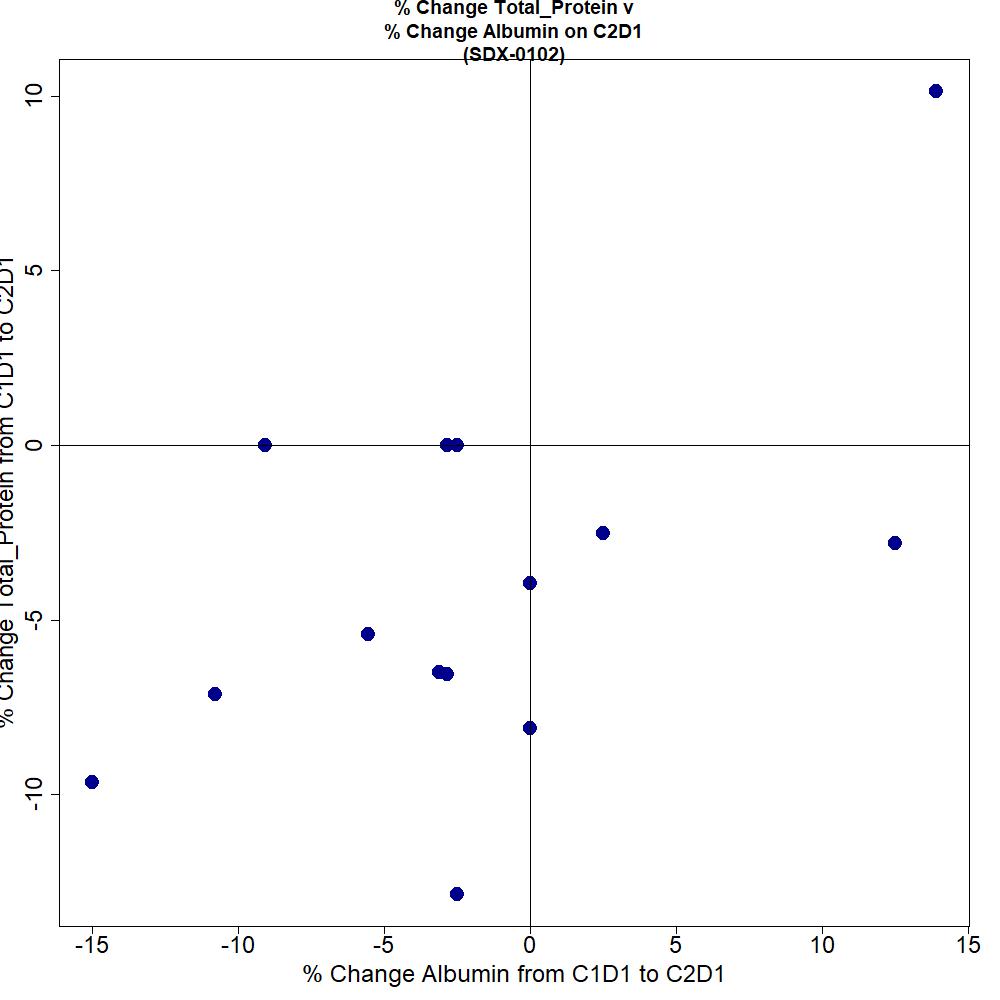 % Change Total_Protein v
% Change Albumin on C2D1
(SDX-0102)
% Change Total_Protein from C1D1 to C2D1
10
5
0
-5
-10
-15
-10
-5
0
5
10
15
% Change Albumin from C1D1 to C2D1